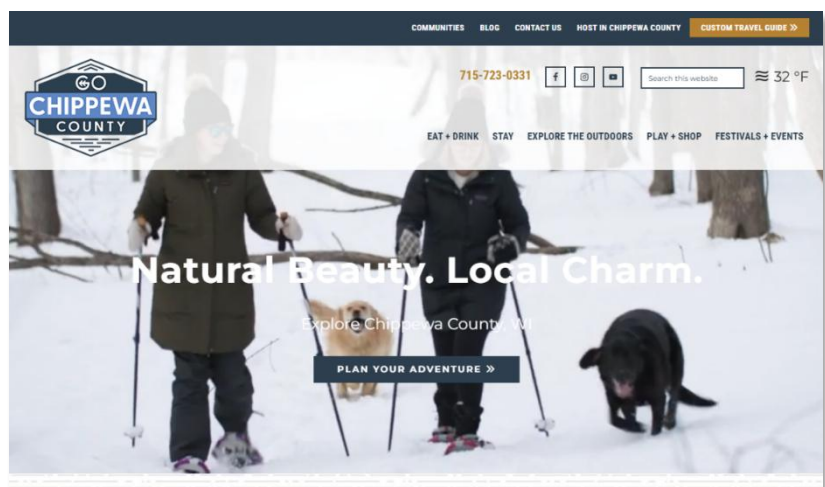 COMMUNITIES BLOG CONTACT US HOST IN CHIPPEWA COUNTY CUSTOM TRAVEL GUIDE »
GO
CHIPPEWA
COUNTY
715-723-0331 f Search this website 32 °F
EAT + DRINK STAY EXPLORE THE OUTDOORS PLAY + SHOP FESTIVALS + EVENTS
Natural Beauty. Local Charm.
Explore Chippewa County, WI
PLAN YOUR ADVENTURE »